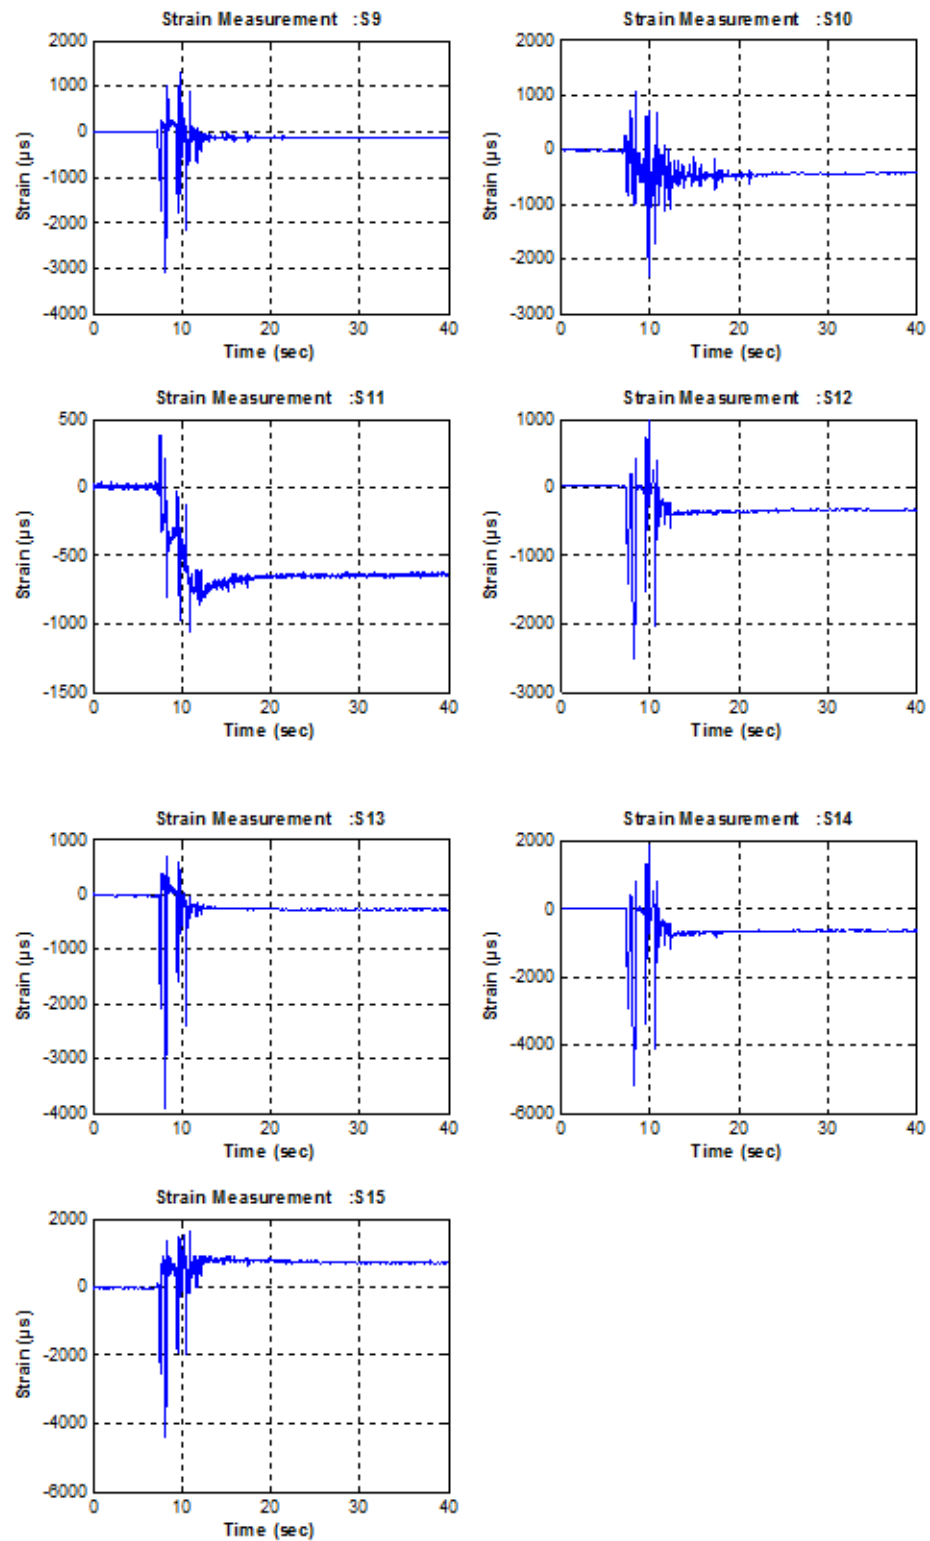 Strain Measurement :S9
2000
1000
0
-1000
-2000
-3000
-4000
Strain (µs)
0 10 20 30 40
Time (sec)
Strain Measurement :S10
2000
1000
0
-1000
-2000
-3000
Strain (µs)
0 10 20 30 40
Time (sec)
Strain Measurement :S11
500
0
-500
-1000
-1500
Strain (µs)
0 10 20 30 40
Time (sec)
Strain Measurement :S12
1000
0
-1000
-2000
-3000
Strain (µs)
0 10 20 30 40
Time (sec)
Strain Measurement :S13
1000
0
-1000
-2000
-3000
-4000
Strain (µs)
0 10 20 30 40
Time (sec)
Strain Measurement :S14
2000
0
-2000
-4000
-6000
Strain (µs)
0 10 20 30 40
Time (sec)
Strain Measurement :S15
2000
0
-2000
-4000
-6000
Strain (µs)
0 10 20 30 40
Time (sec)